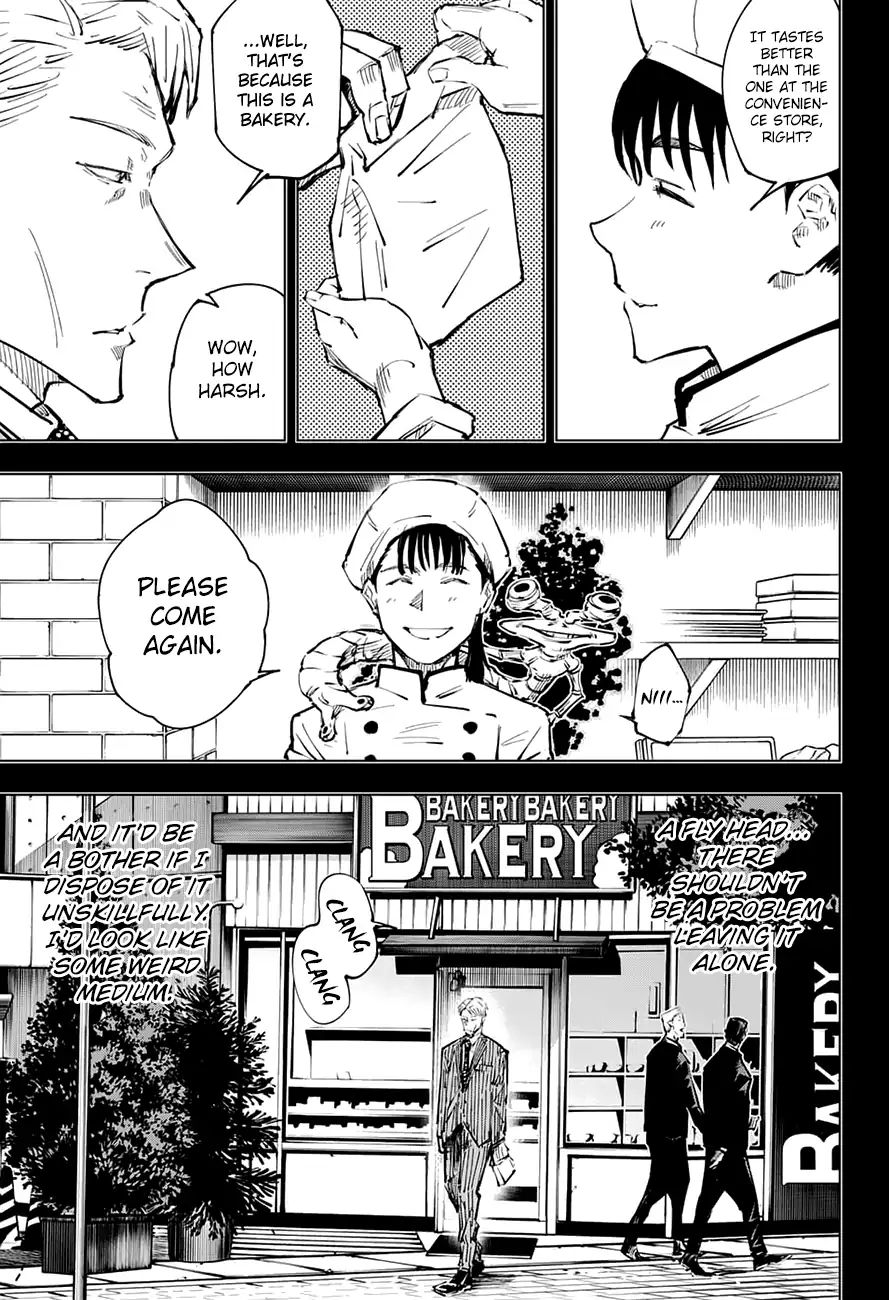 IT TASTES
BETTER
THAN THE
ONE AT THE
CONVENIEN-
CE STORE,
RIGHT?
...WELL,
THAT'S
BECAUSE
THIS IS A
BAKERY.
WOW,
HOW
HARSH.
PLEASE
COME
AGAIN.
NIII...
BAKERY BAKERY
BAKERY
A FLY HEAD...
THERE
SHOULDN'T
BE A PROBLEM
LEAVING IT
ALONE.
CLANG
CLANG
AND IT'D BE
A BOTHER IF I
DISPOSE OF IT
UNSKILLFULLY.
I'D LOOK LIKE
SOME WEIRD
MEDIUM.
BAKERY